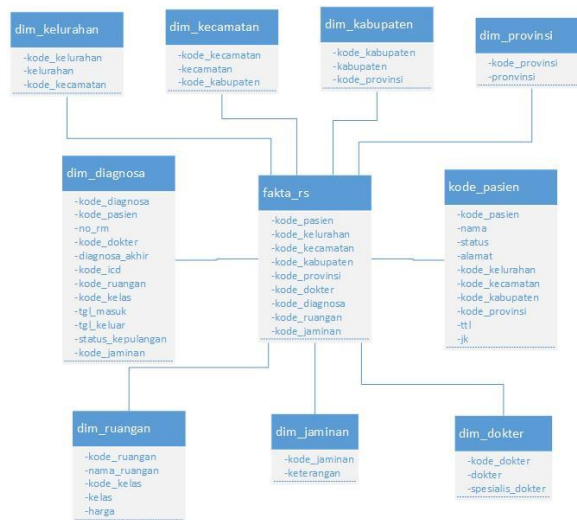 dim_kelurahan
-kode_kelurahan
-kelurahan
-kode_kecamatan
dim_kecamatan
-kode_kecamatan
-kecamatan
-kode_kabupaten
dim_kabupaten
-kode_kabupaten
-kabupaten
-kode_provinsi
dim_provinsi
-kode_provinsi
-pronvinsi
dim_diagnosa
-kode_diagnosa
-kode_pasien
-no_rm
-kode_dokter
-diagnosa_akhir
-kode_icd
-kode_ruangan
-kode_kelas
-tgl_masuk
-tgl_keluar
-status_kepulangan
-kode_jaminan
fakta_rs
-kode_pasien
-kode_kelurahan
-kode_kecamatan
-kode_kabupaten
-kode_provinsi
-kode_dokter
-kode_diagnosa
-kode_ruangan
-kode_jaminan
kode_pasien
-kode_pasien
-nama
-status
-alamat
-kode_kelurahan
-kode_kecamatan
-kode_kabupaten
-kode_provinsi
-ttl
-jk
dim_ruangan
-kode_ruangan
-nama_ruangan
-kode_kelas
-kelas
-harga
dim_jaminan
-kode_jaminan
-keterangan
dim_dokter
-kode_dokter
-dokter
-spesialis_dokter